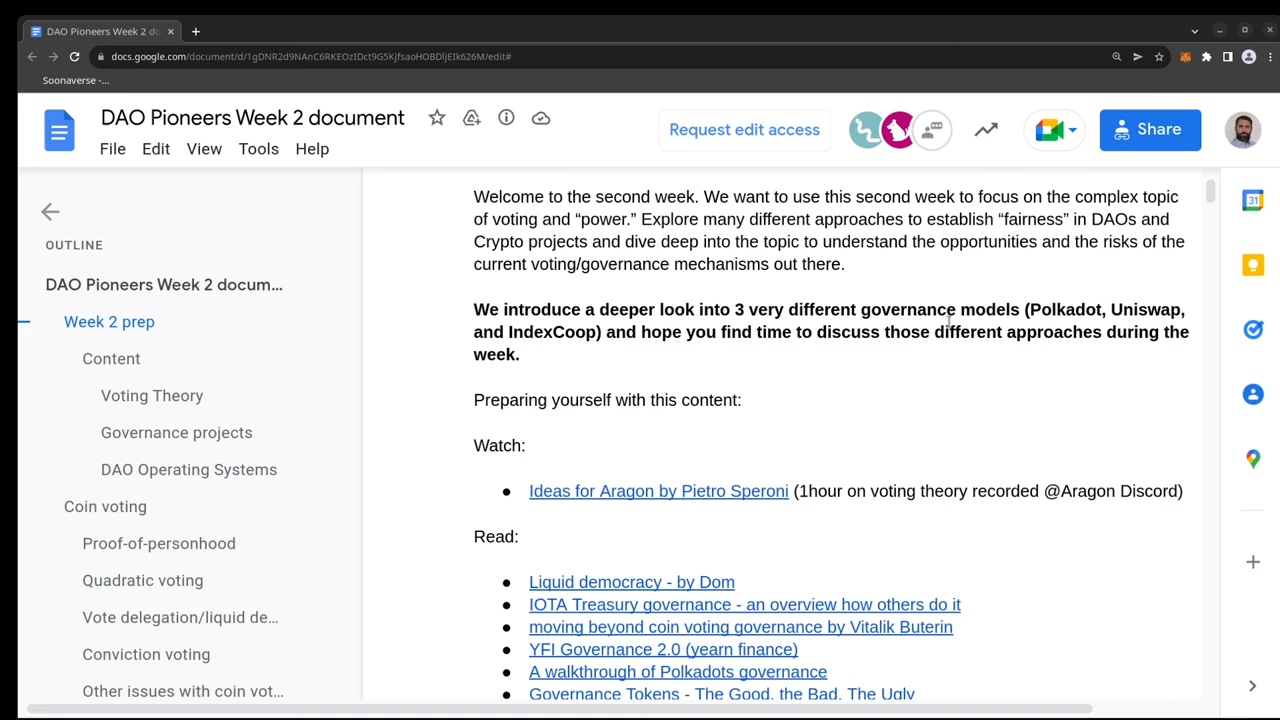 DAO Pioneers Week 2 do
docs.google.com/document/d/1gDNR2d9NAnC6RKEOzIDct9G5KjfsaoHOBDljEIk626M/edit#
Soonaverse -...
DAO Pioneers Week 2 document
File Edit View Tools Help
Request edit access
Share
OUTLINE
DAO Pioneers Week 2 docum...
Week 2 prep
Content
Voting Theory
Governance projects
DAO Operating Systems
Coin voting
Proof-of-personhood
Quadratic voting
Vote delegation/liquid de...
Conviction voting
Other issues with coin vot...
Welcome to the second week. We want to use this second week to focus on the complex topic
of voting and “power.” Explore many different approaches to establish “fairness” in DAOs and
Crypto projects and dive deep into the topic to understand the opportunities and the risks of the
current voting/governance mechanisms out there.
We introduce a deeper look into 3 very different governance models (Polkadot, Uniswap,
and IndexCoop) and hope you find time to discuss those different approaches during the
week.
Preparing yourself with this content:
Watch:
● Ideas for Aragon by Pietro Speroni (1hour on voting theory recorded @Aragon Discord)
Read:
● Liquid democracy - by Dom
● IOTA Treasury governance - an overview how others do it
● moving beyond coin voting governance by Vitalik Buterin
● YFI Governance 2.0 (yearn finance)
● A walkthrough of Polkadots governance
● Governance Tokens - The Good, the Bad, The Ugly
31